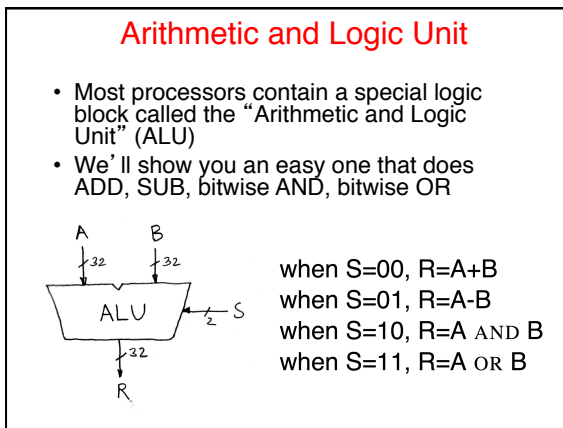 Arithmetic and Logic Unit
• Most processors contain a special logic
block called the “Arithmetic and Logic
Unit” (ALU)
• We’ll show you an easy one that does
ADD, SUB, bitwise AND, bitwise OR
A B
32 32
ALU
2 S
32
R
when S=00, R=A+B
when S=01, R=A-B
when S=10, R=A AND B
when S=11, R=A OR B